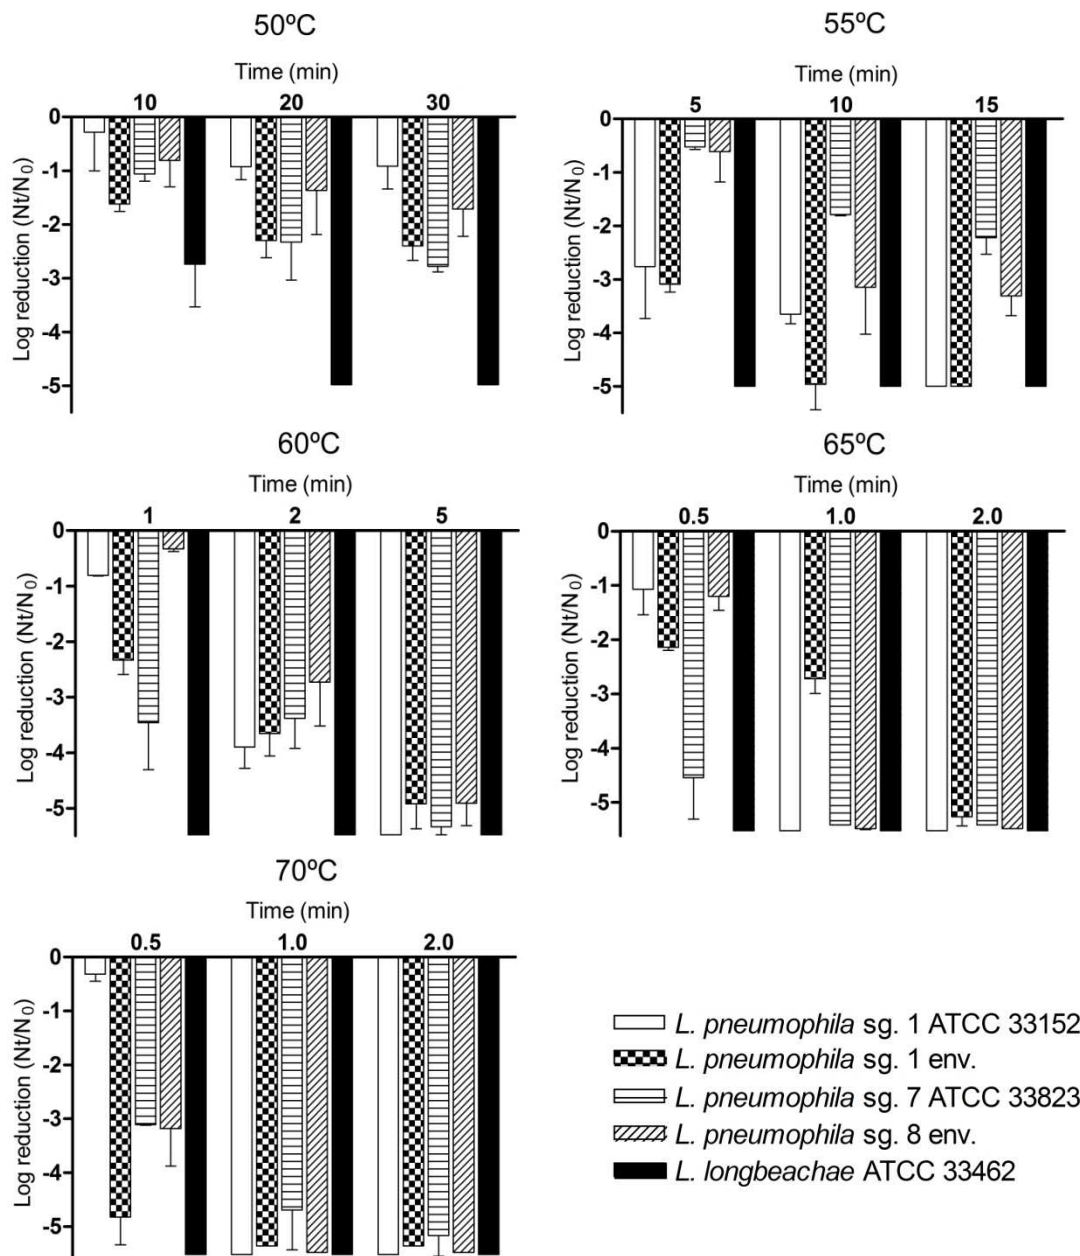 50ºC
Time (min)
10 20 30
Log reduction (Nt/N₀)
0
-1
-2
-3
-4
-5
55ºC
Time (min)
5 10 15
Log reduction (Nt/N₀)
0
-1
-2
-3
-4
-5
60ºC
Time (min)
1 2 5
Log reduction (Nt/N₀)
0
-1
-2
-3
-4
-5
65ºC
Time (min)
0.5 1.0 2.0
Log reduction (Nt/N₀)
0
-1
-2
-3
-4
-5
70ºC
Time (min)
0.5 1.0 2.0
Log reduction (Nt/N₀)
0
-1
-2
-3
-4
-5
L. pneumophila sg. 1 ATCC 33152
L. pneumophila sg. 1 env.
L. pneumophila sg. 7 ATCC 33823
L. pneumophila sg. 8 env.
L. longbeachae ATCC 33462